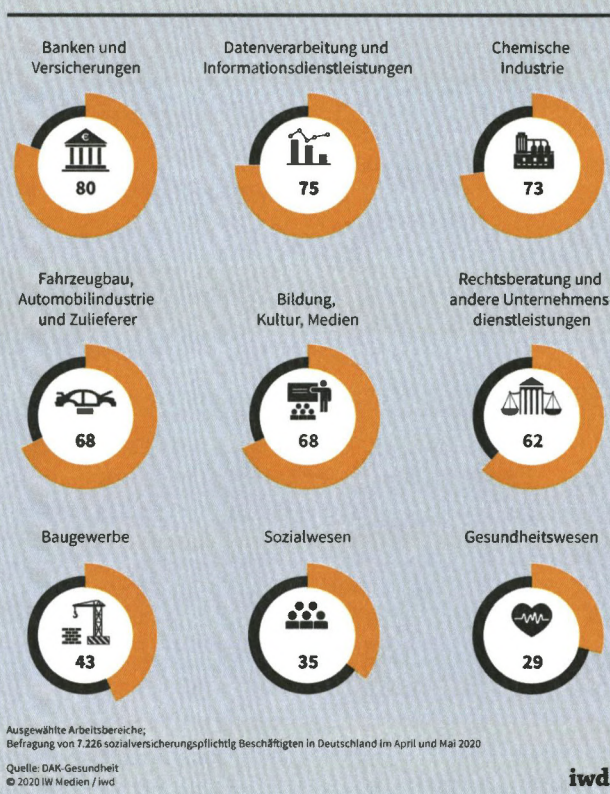 Banken und
Versicherungen
80
Datenverarbeitung und
Informationsdienstleistungen
75
Chemische
Industrie
73
Fahrzeugbau,
Automobilindustrie
und Zulieferer
68
Bildung,
Kultur, Medien
68
Rechtsberatung und
andere Unternehmens
dienstleistungen
62
Baugewerbe
43
Sozialwesen
35
Gesundheitswesen
29
Ausgewählte Arbeitsbereiche;
Befragung von 7.226 sozialversicherungspflichtig Beschäftigten in Deutschland im April und Mai 2020
Quelle: DAK-Gesundheit
© 2020 IW Medien / iwd
iwd